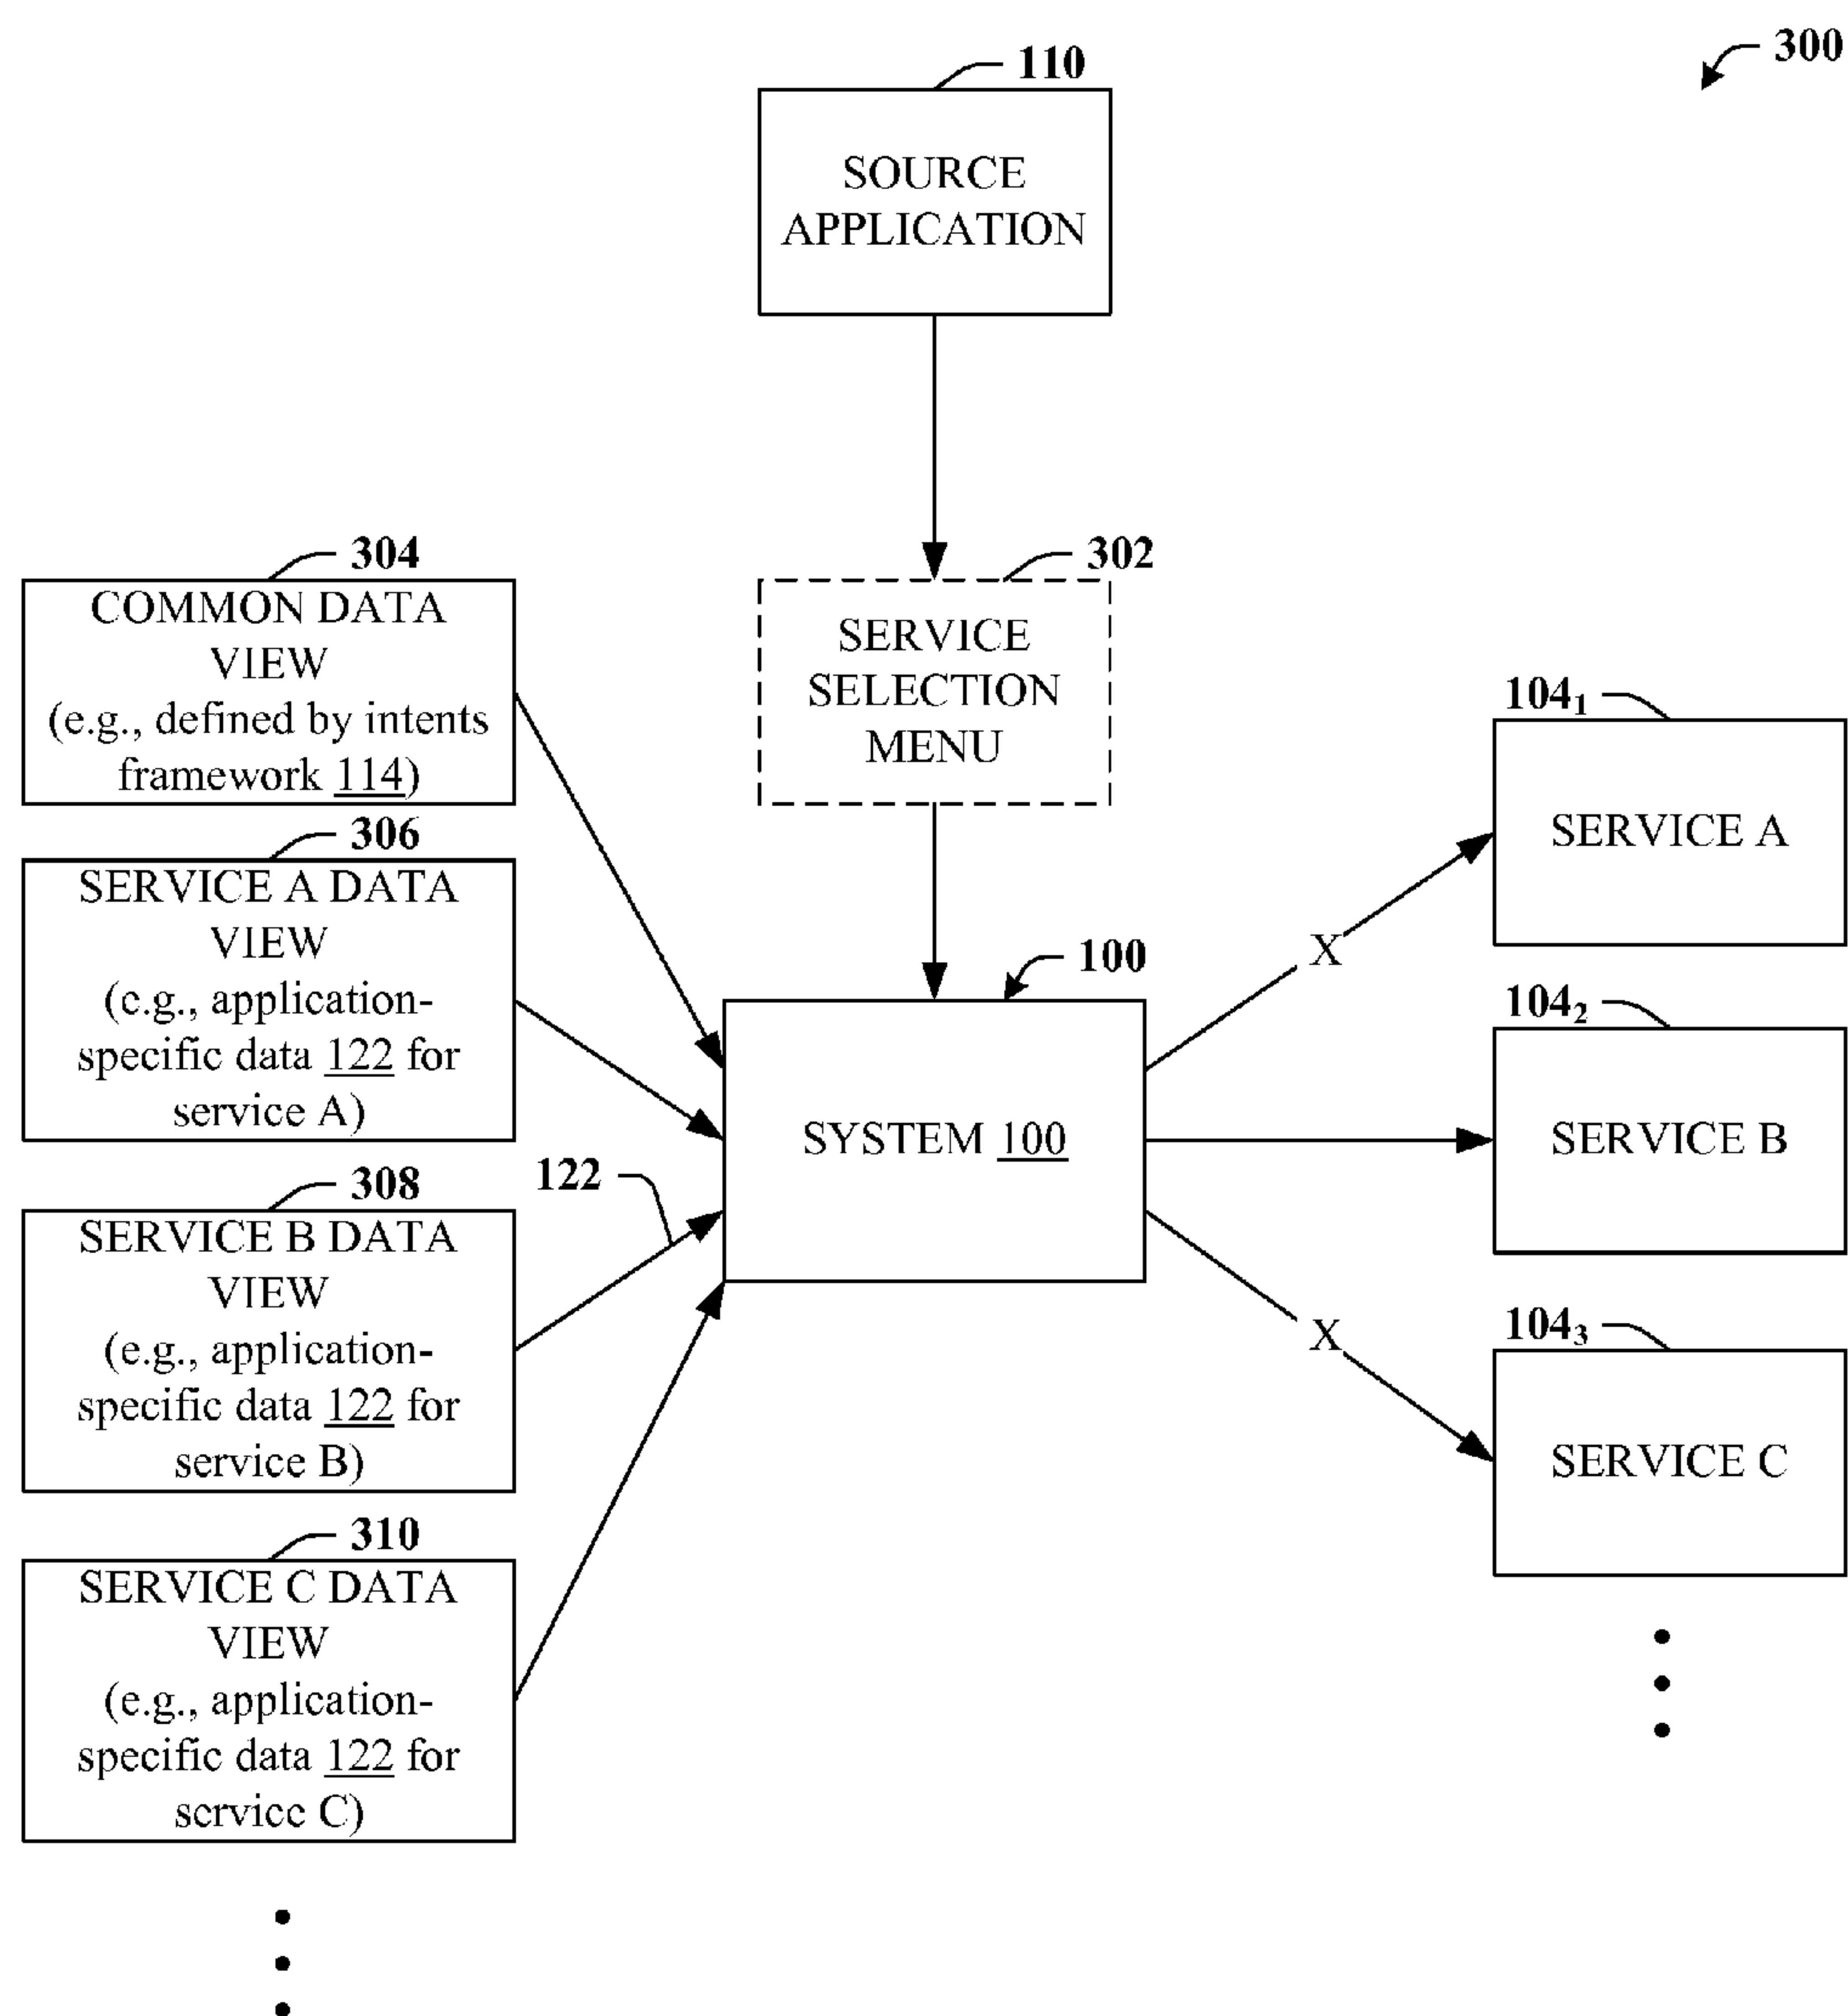 300
110
SOURCE
APPLICATION
304
COMMON DATA
VIEW
(e.g., defined by intents
framework 114)
302
SERVICE
SELECTION
MENU
306
SERVICE A DATA
VIEW
(e.g., application-
specific data 122 for
service A)
308
SERVICE B DATA
VIEW
(e.g., application-
specific data 122 for
service B)
310
SERVICE C DATA
VIEW
(e.g., application-
specific data 122 for
service C)
122
100
SYSTEM 100
X
X
104₁
SERVICE A
104₂
SERVICE B
104₃
SERVICE C